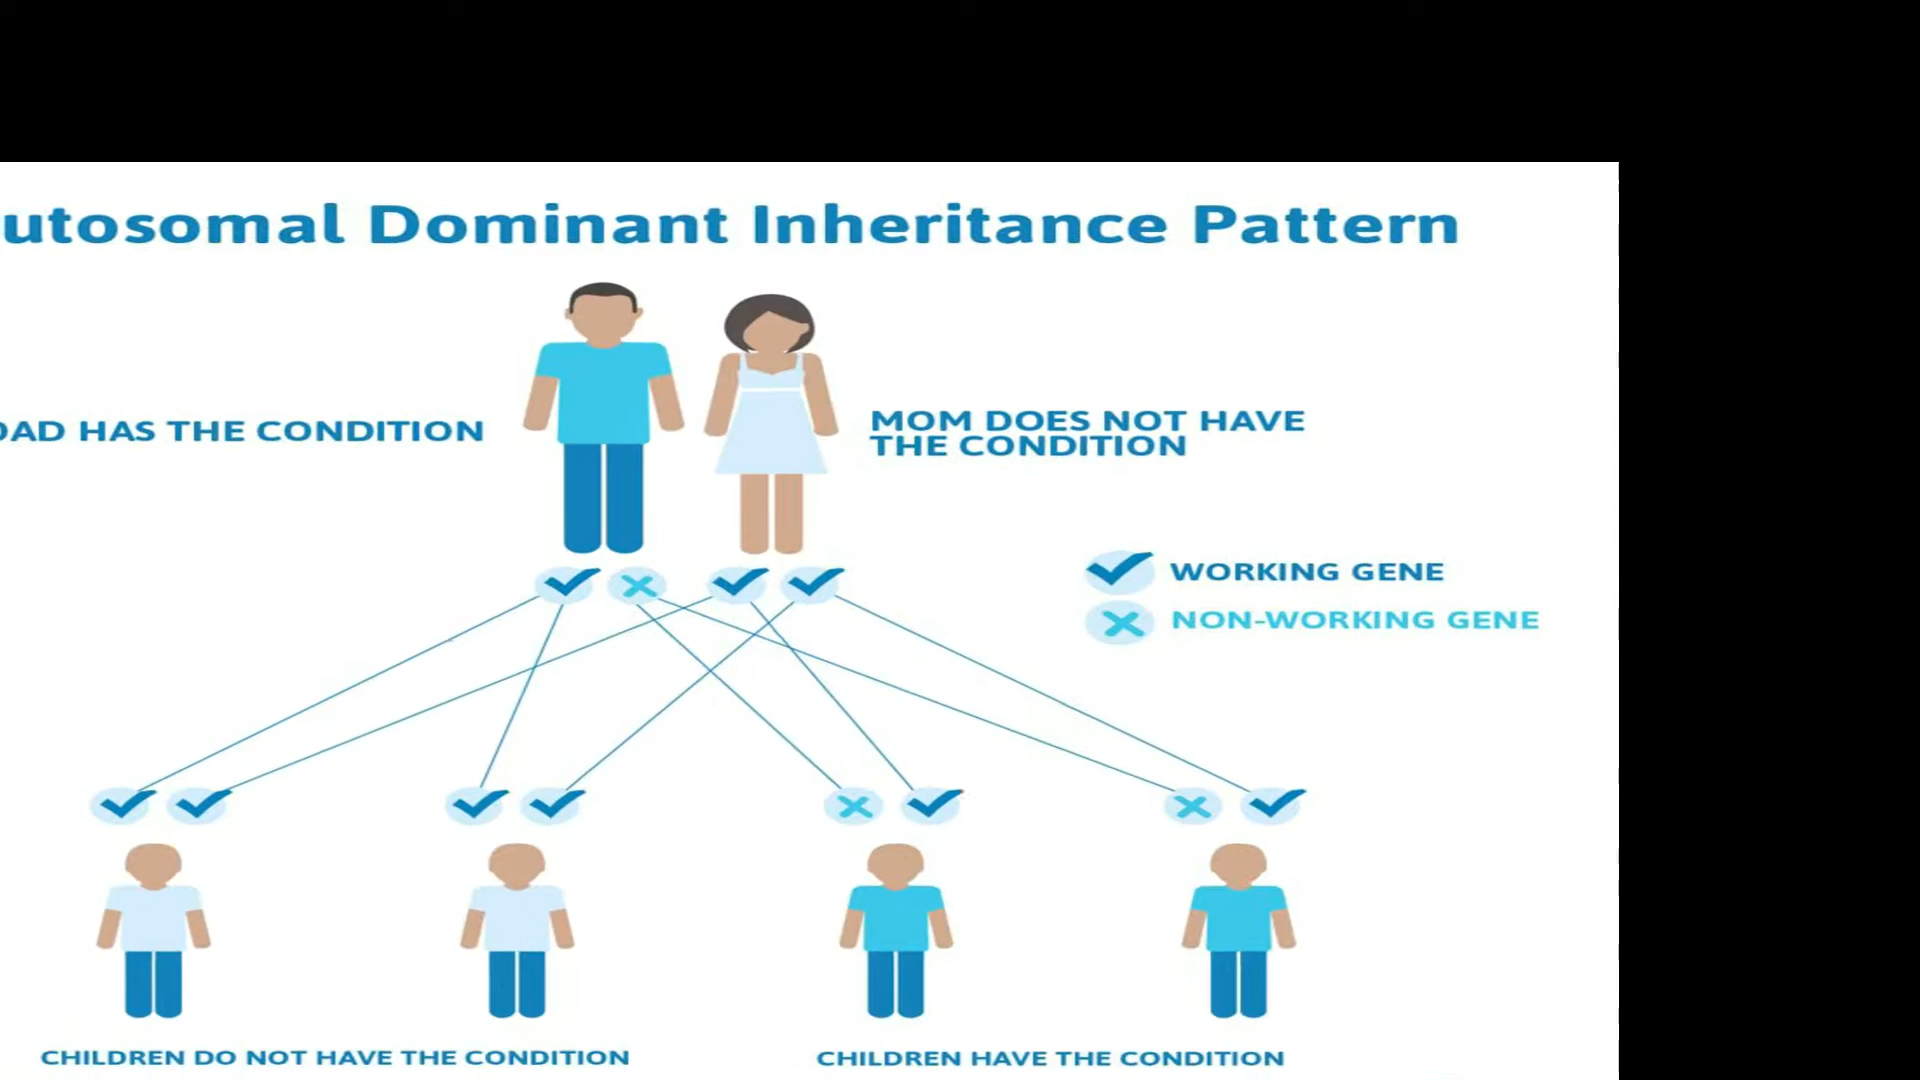 utosomal Dominant Inheritance Pattern
DAD HAS THE CONDITION
MOM DOES NOT HAVE
THE CONDITION
WORKING GENE
NON-WORKING GENE
CHILDREN DO NOT HAVE THE CONDITION
CHILDREN HAVE THE CONDITION